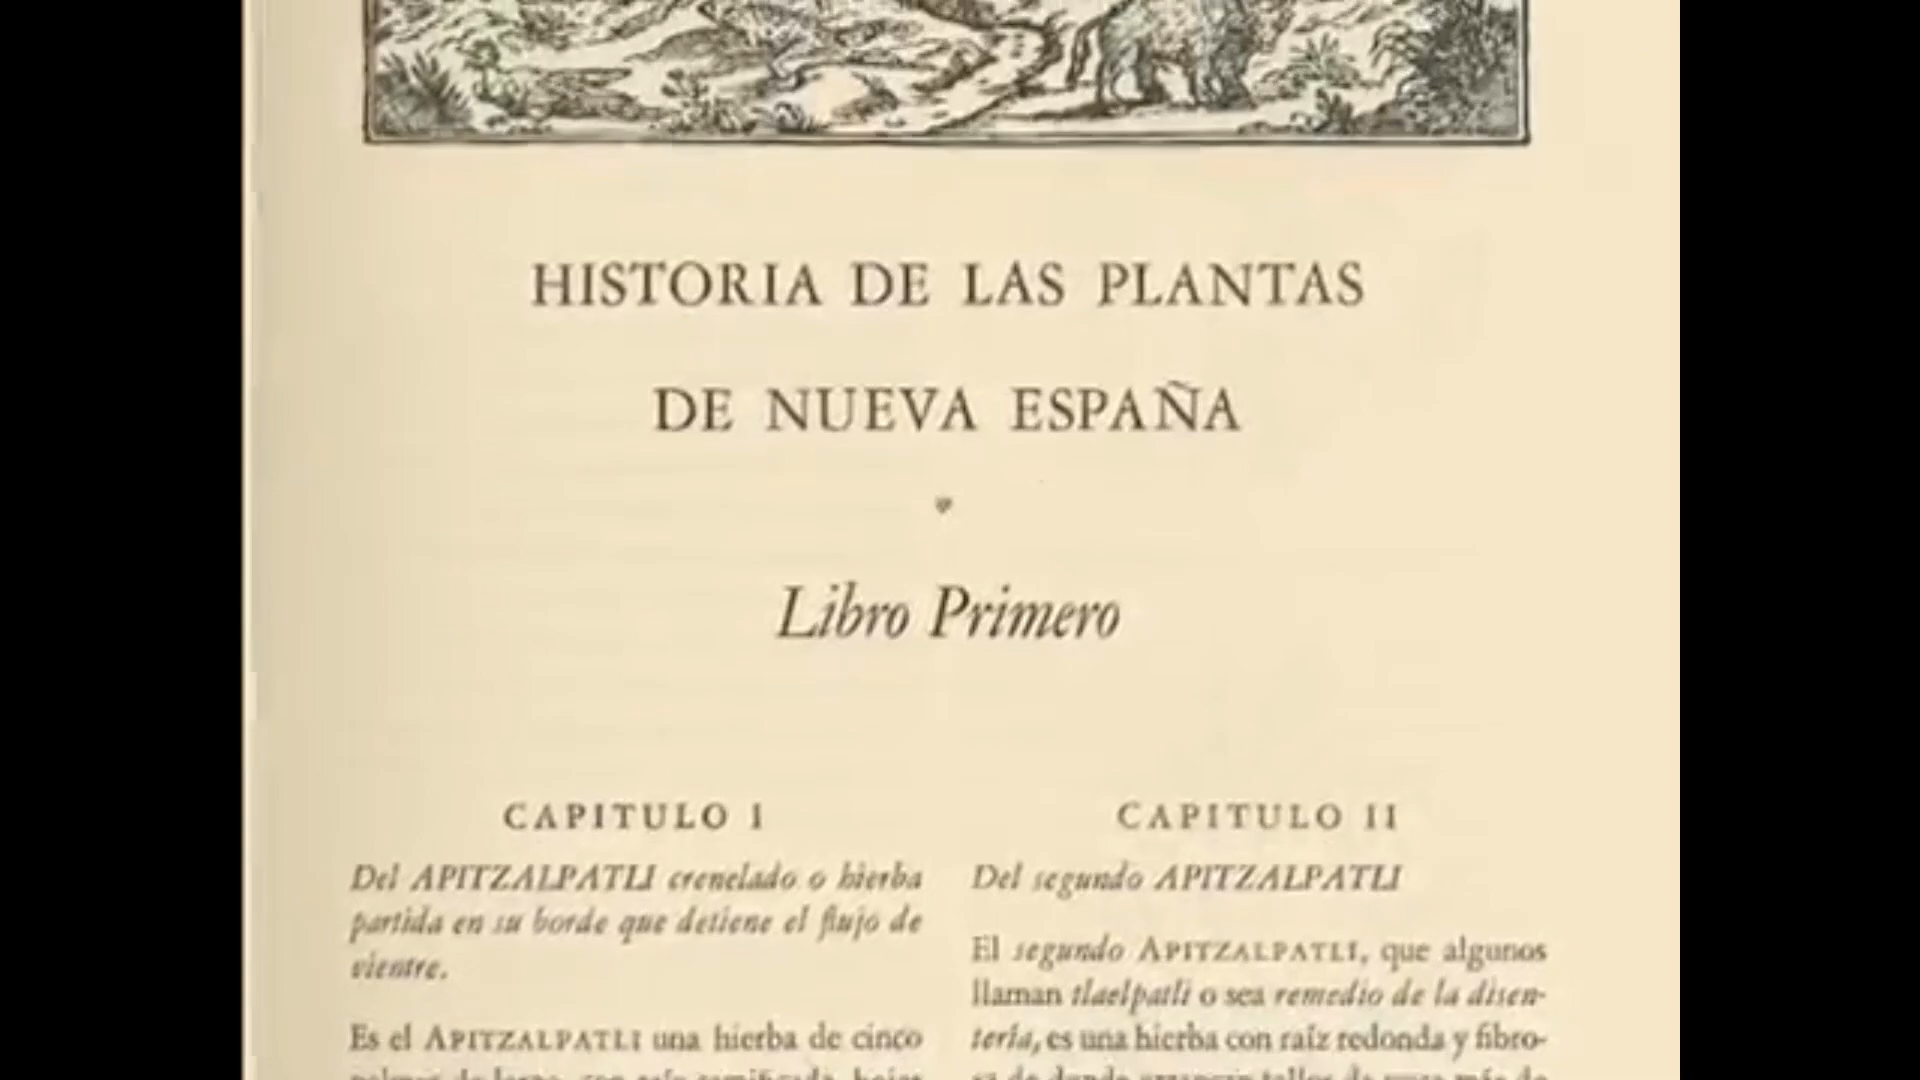 HISTORIA DE LAS PLANTAS
DE NUEVA ESPAÑA
Libro Primero
CAPITULO I
Del APITZALPATLI crenelado o hierba
partida en su borde que detiene el flujo de
vientre.
Es el APITZALPATLI una hierba de cinco
CAPITULO II
Del segundo APITZALPATLI
El segundo APITZALPATLI, que algunos
llaman tlaelpatli o sea remedio de la disen-
tería, es una hierba con raíz redonda y fibro-